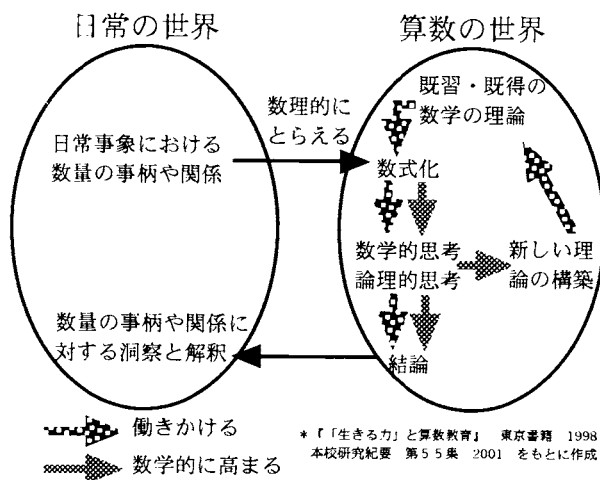 日常の世界
算数の世界
日常事象における
数量の事柄や関係
数理的に
とらえる
既習・既得の
数学の理論
数式化
数学的思考
論理的思考
新しい理
論の構築
結論
数量の事柄や関係に
対する洞察と解釈
働きかける
数学的に高まる
*『「生きる力」と算数教育』 東京書籍 1998
本校研究紀要 第55集 2001 をもとに作成